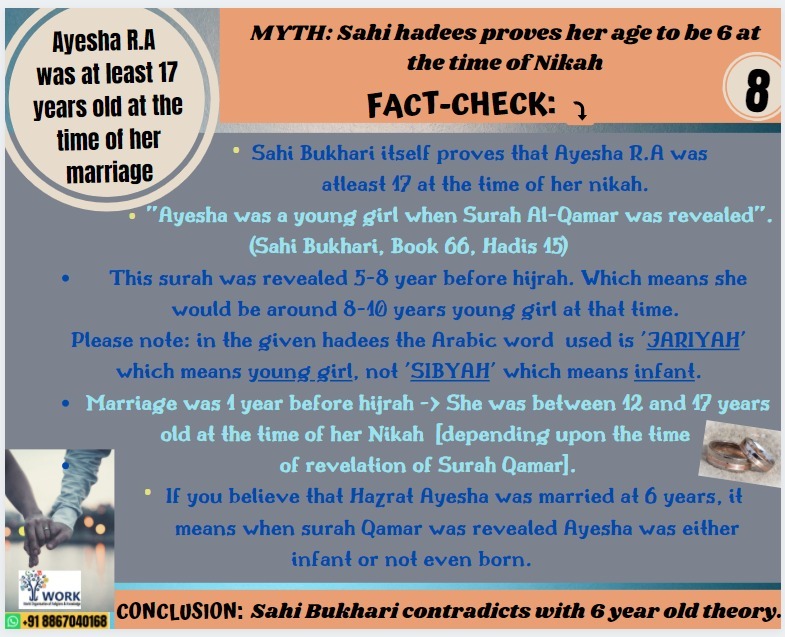 Ayesha R.A
was at least 17
years old at the
time of her
marriage
MYTH: Sahi hadees proves her age to be 6 at
the time of Nikah
FACT-CHECK:
8
• Sahi Bukhari itself proves that Ayesha R.A was
atleast 17 at the time of her nikah.
• "Ayesha was a young girl when Surah Al-Qamar was revealed".
(Sahi Bukhari, Book 66, Hadis 15)
• This surah was revealed 5-8 year before hijrah. Which means she
would be around 8-10 years young girl at that time.
Please note: in the given hadees the Arabic word used is 'JARIYAH'
which means young girl, not 'SIBYAH' which means infant.
• Marriage was 1 year before hijrah -> She was between 12 and 17 years
old at the time of her Nikah [depending upon the time
of revelation of Surah Qamar].
• If you believe that Hazrat Ayesha was married at 6 years, it
means when surah Qamar was revealed Ayesha was either
infant or not even born.
WORK
+91 8867040168
CONCLUSION: Sahi Bukhari contradicts with 6 year old theory.